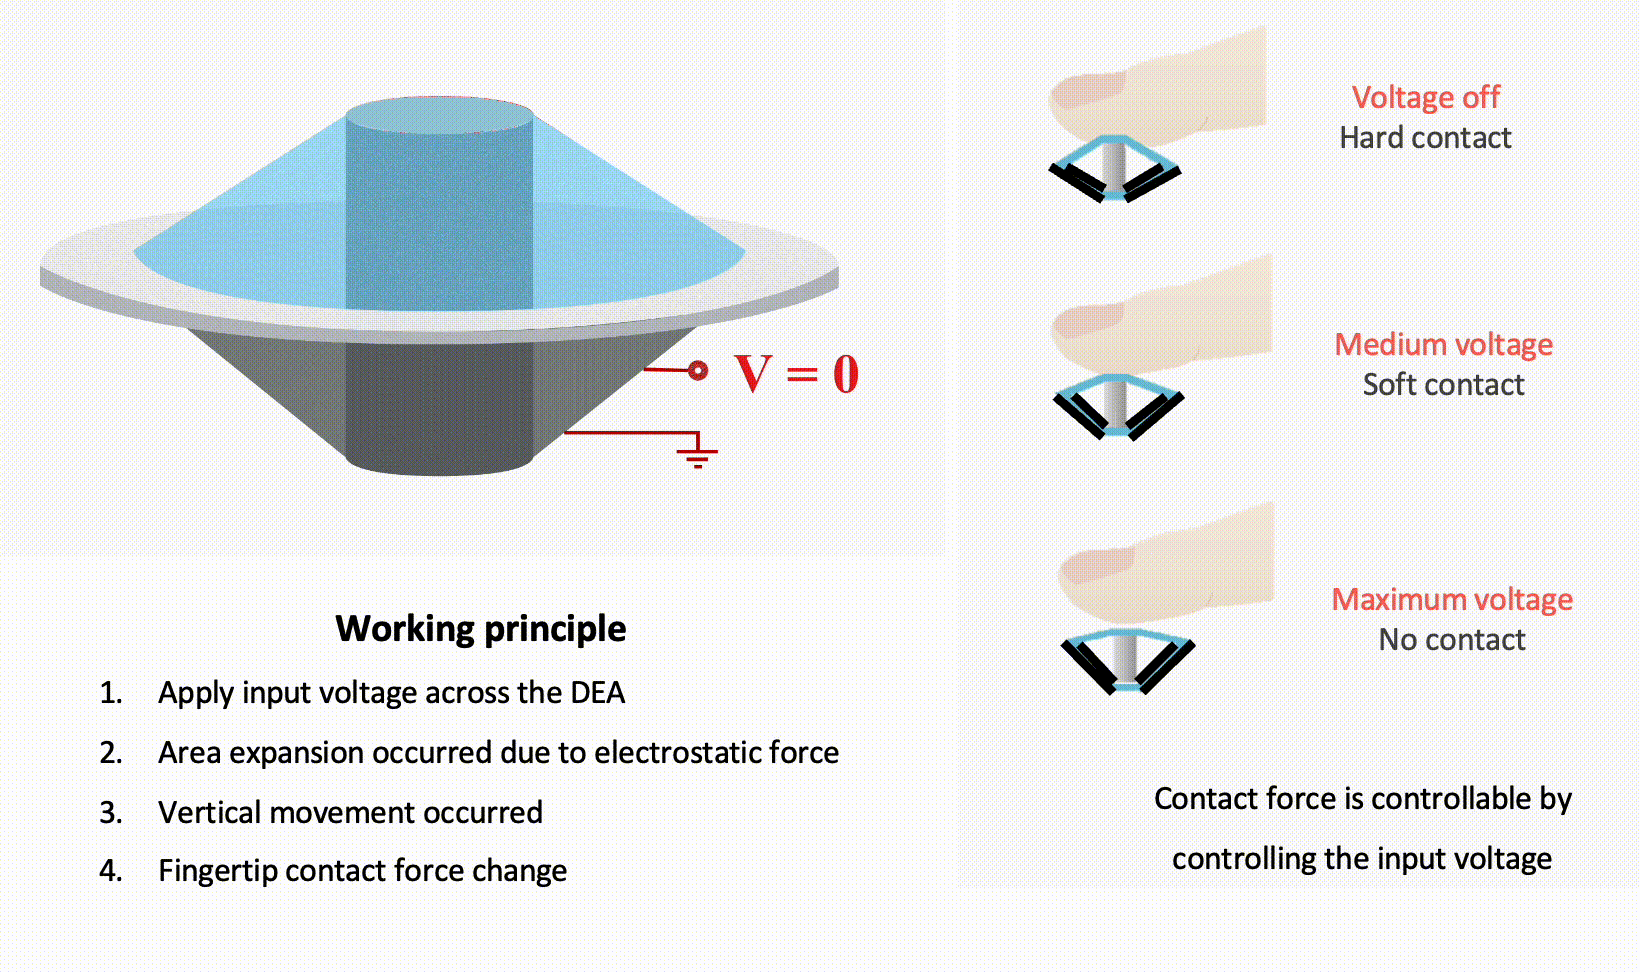 V = 0
Working principle
1. Apply input voltage across the DEA
2. Area expansion occurred due to electrostatic force
3. Vertical movement occurred
4. Fingertip contact force change
Voltage off
Hard contact
Medium voltage
Soft contact
Maximum voltage
No contact
Contact force is controllable by
controlling the input voltage